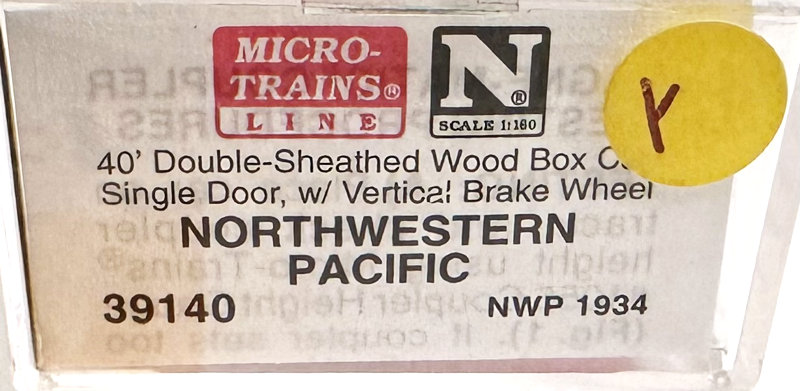 MICRO-
TRAINS®
LINE
N®
SCALE 1:160
40' Double-Sheathed Wood Box
Single Door, w/ Vertical Brake Wheel
NORTHWESTERN
PACIFIC
39140
NWP 1934